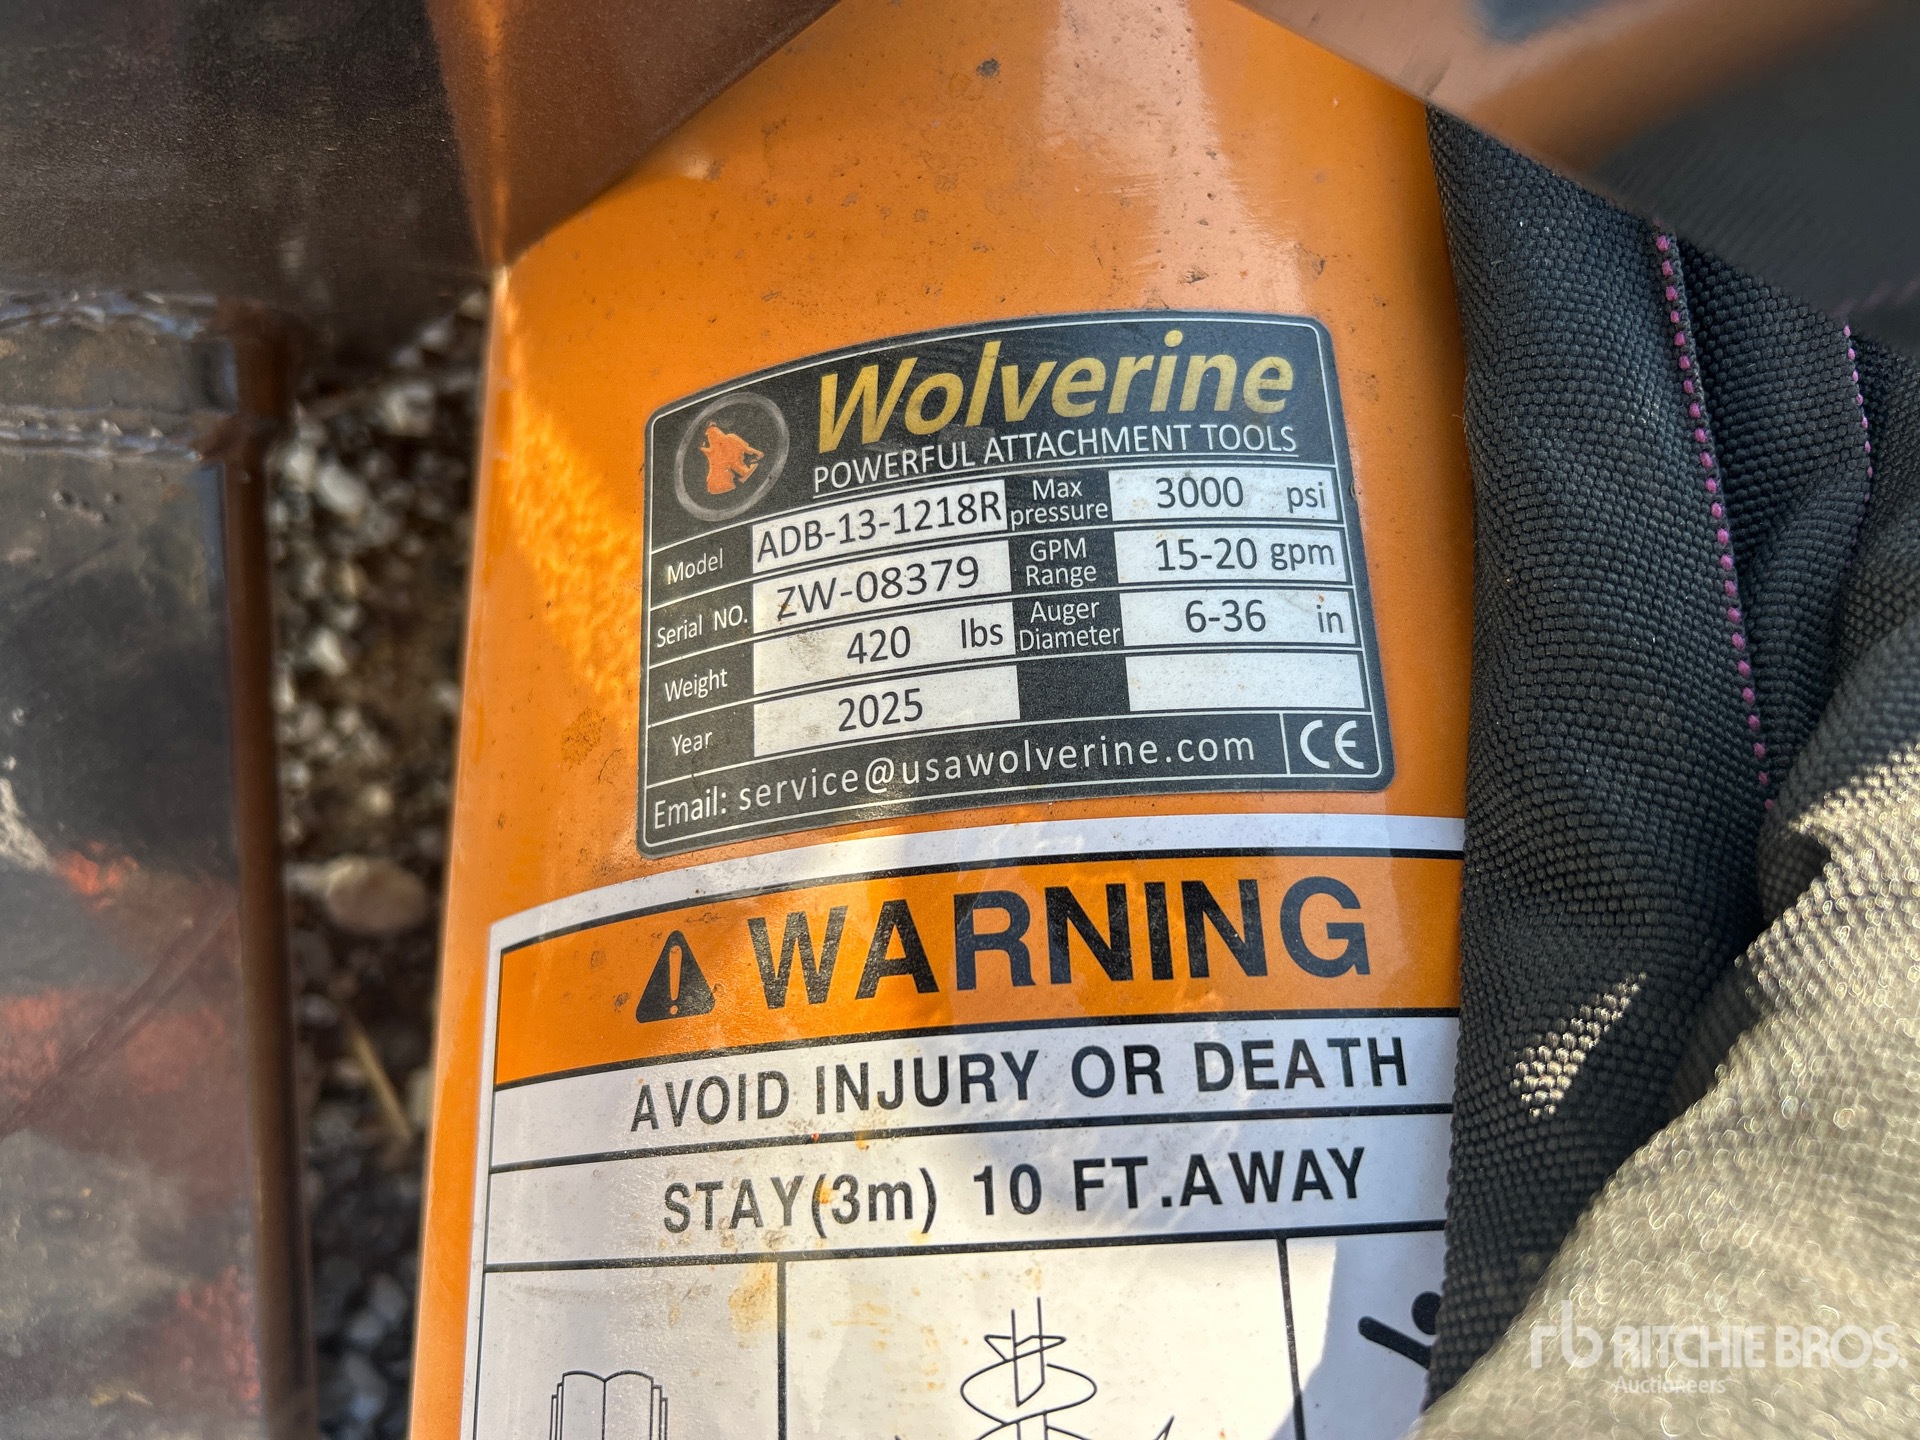 Wolverine
POWERFUL ATTACHMENT TOOLS
Model ADB-13-1218R Max pressure 3000 psi
Serial NO. ZW-08379 GPM Range 15-20 gpm
Weight 420 lbs Auger Diameter 6-36 in
Year 2025
Email: service@usawolverine.com CE
WARNING
AVOID INJURY OR DEATH
STAY(3m) 10 FT.AWAY
rb RITCHIE BROS.
Auctioneers